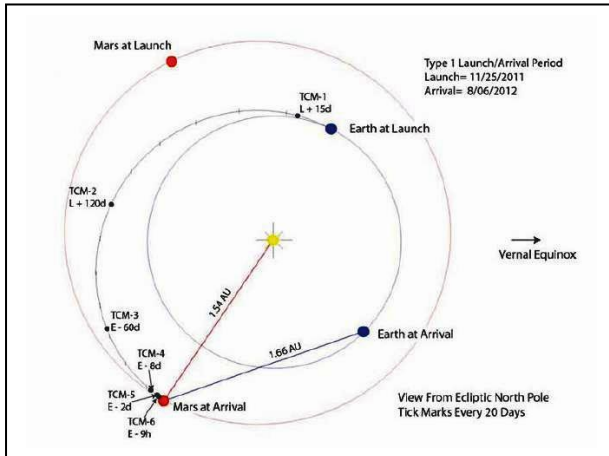 Mars at Launch
Type 1 Launch/Arrival Period
Launch= 11/25/2011
Arrival= 8/06/2012
TCM-1
L + 15d
Earth at Launch
TCM-2
L + 120d
Vernal Equinox
1.54 AU
TCM-3
E - 60d
1.66 AU
Earth at Arrival
TCM-4
E - 8d
TCM-5
E - 2d
TCM-6
E - 9h
Mars at Arrival
View From Ecliptic North Pole
Tick Marks Every 20 Days